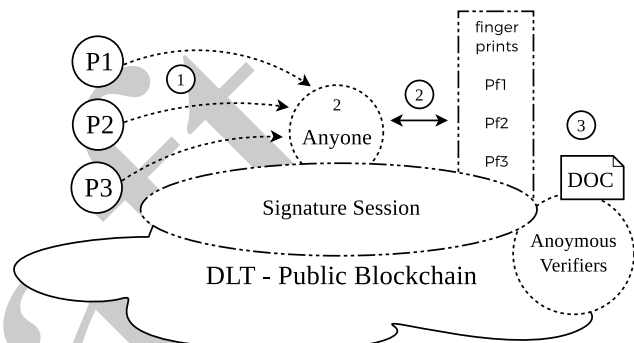 P1
P2
P3
1
2
Anyone
2
finger
prints
Pf1
Pf2
Pf3
3
DOC
Signature Session
Anoymous
Verifiers
DLT - Public Blockchain